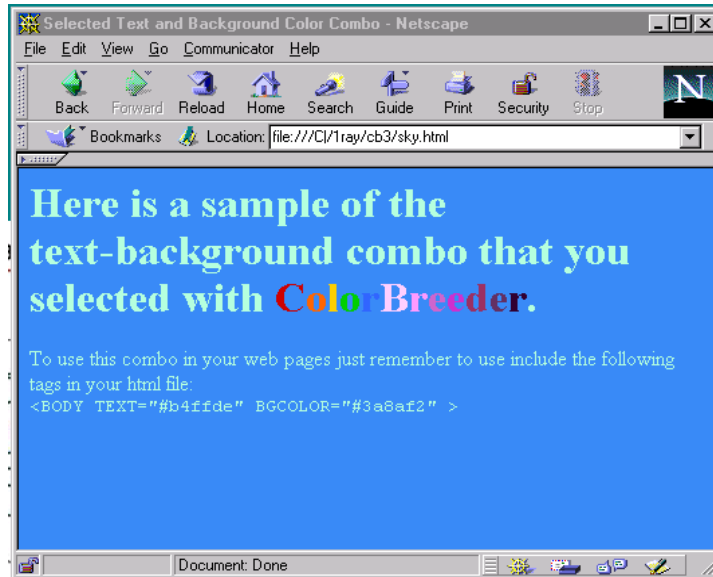 Selected Text and Background Color Combo - Netscape
File Edit View Go Communicator Help
Back Forward Reload Home Search Guide Print Security Stop
N
Bookmarks Location: file:///C|/1ray/cb3/sky.html
Here is a sample of the
text-background combo that you
selected with ColorBreeder.
To use this combo in your web pages just remember to use include the following
tags in your html file:
<BODY TEXT="#b4ffde" BGCOLOR="#3a8af2" >
Document: Done